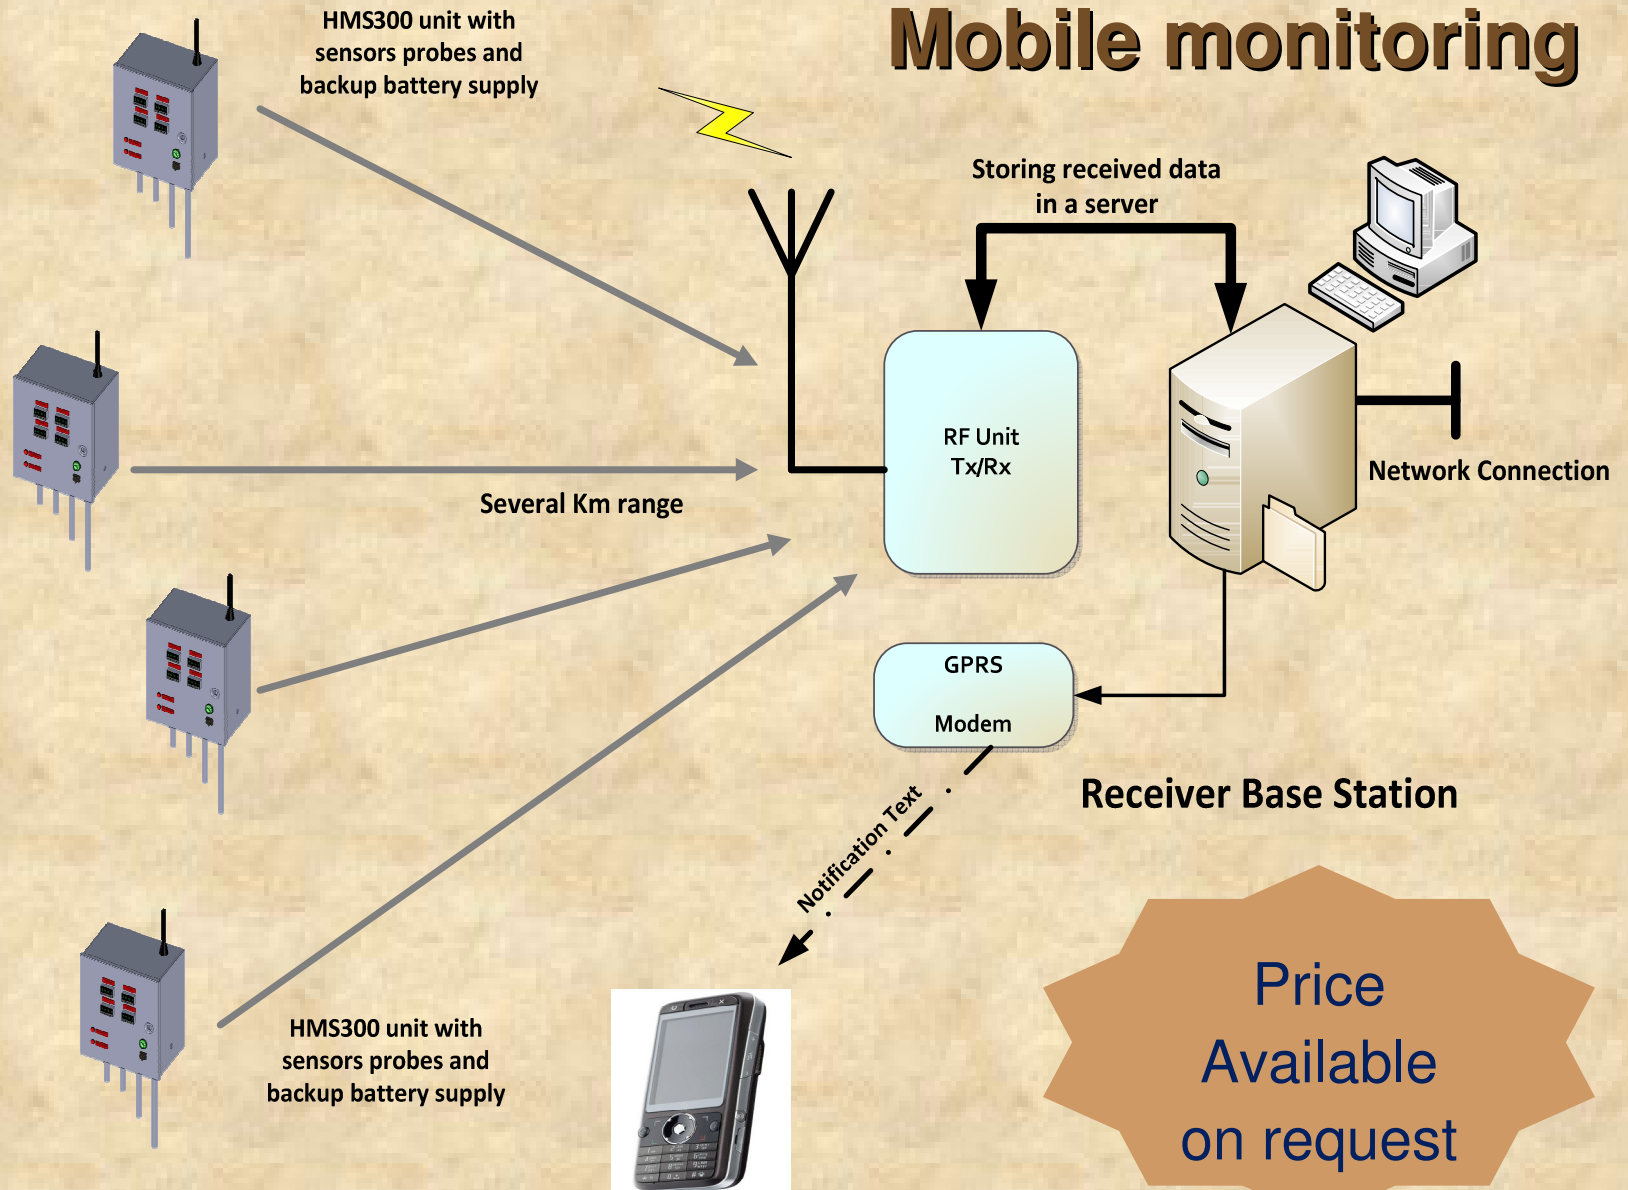 Mobile monitoring
HMS300 unit with
sensors probes and
backup battery supply
Storing received data
in a server
RF Unit
Tx/Rx
Network Connection
Several Km range
GPRS
Modem
Receiver Base Station
Notification Text
HMS300 unit with
sensors probes and
backup battery supply
Price
Available
on request